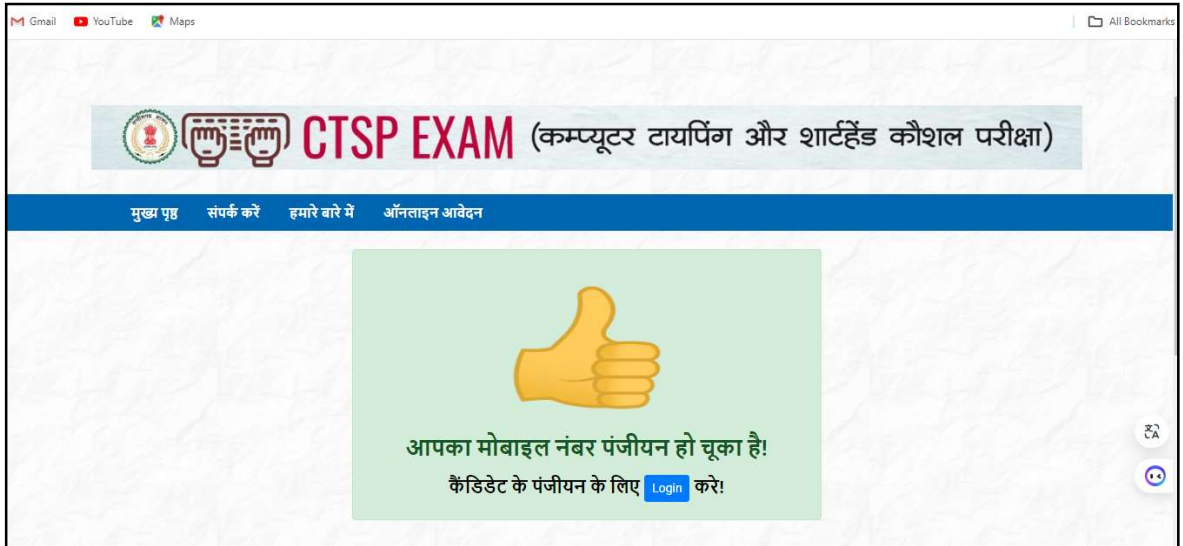 Gmail YouTube Maps All Bookmarks
CTSP EXAM (कम्प्यूटर टायपिंग और शार्टहेंड कौशल परीक्षा)
मुख्य पृष्ठ संपर्क करें हमारे बारे में ऑनलाइन आवेदन
आपका मोबाइल नंबर पंजीयन हो चूका है!
कैंडिडेट के पंजीयन के लिए Login करे!